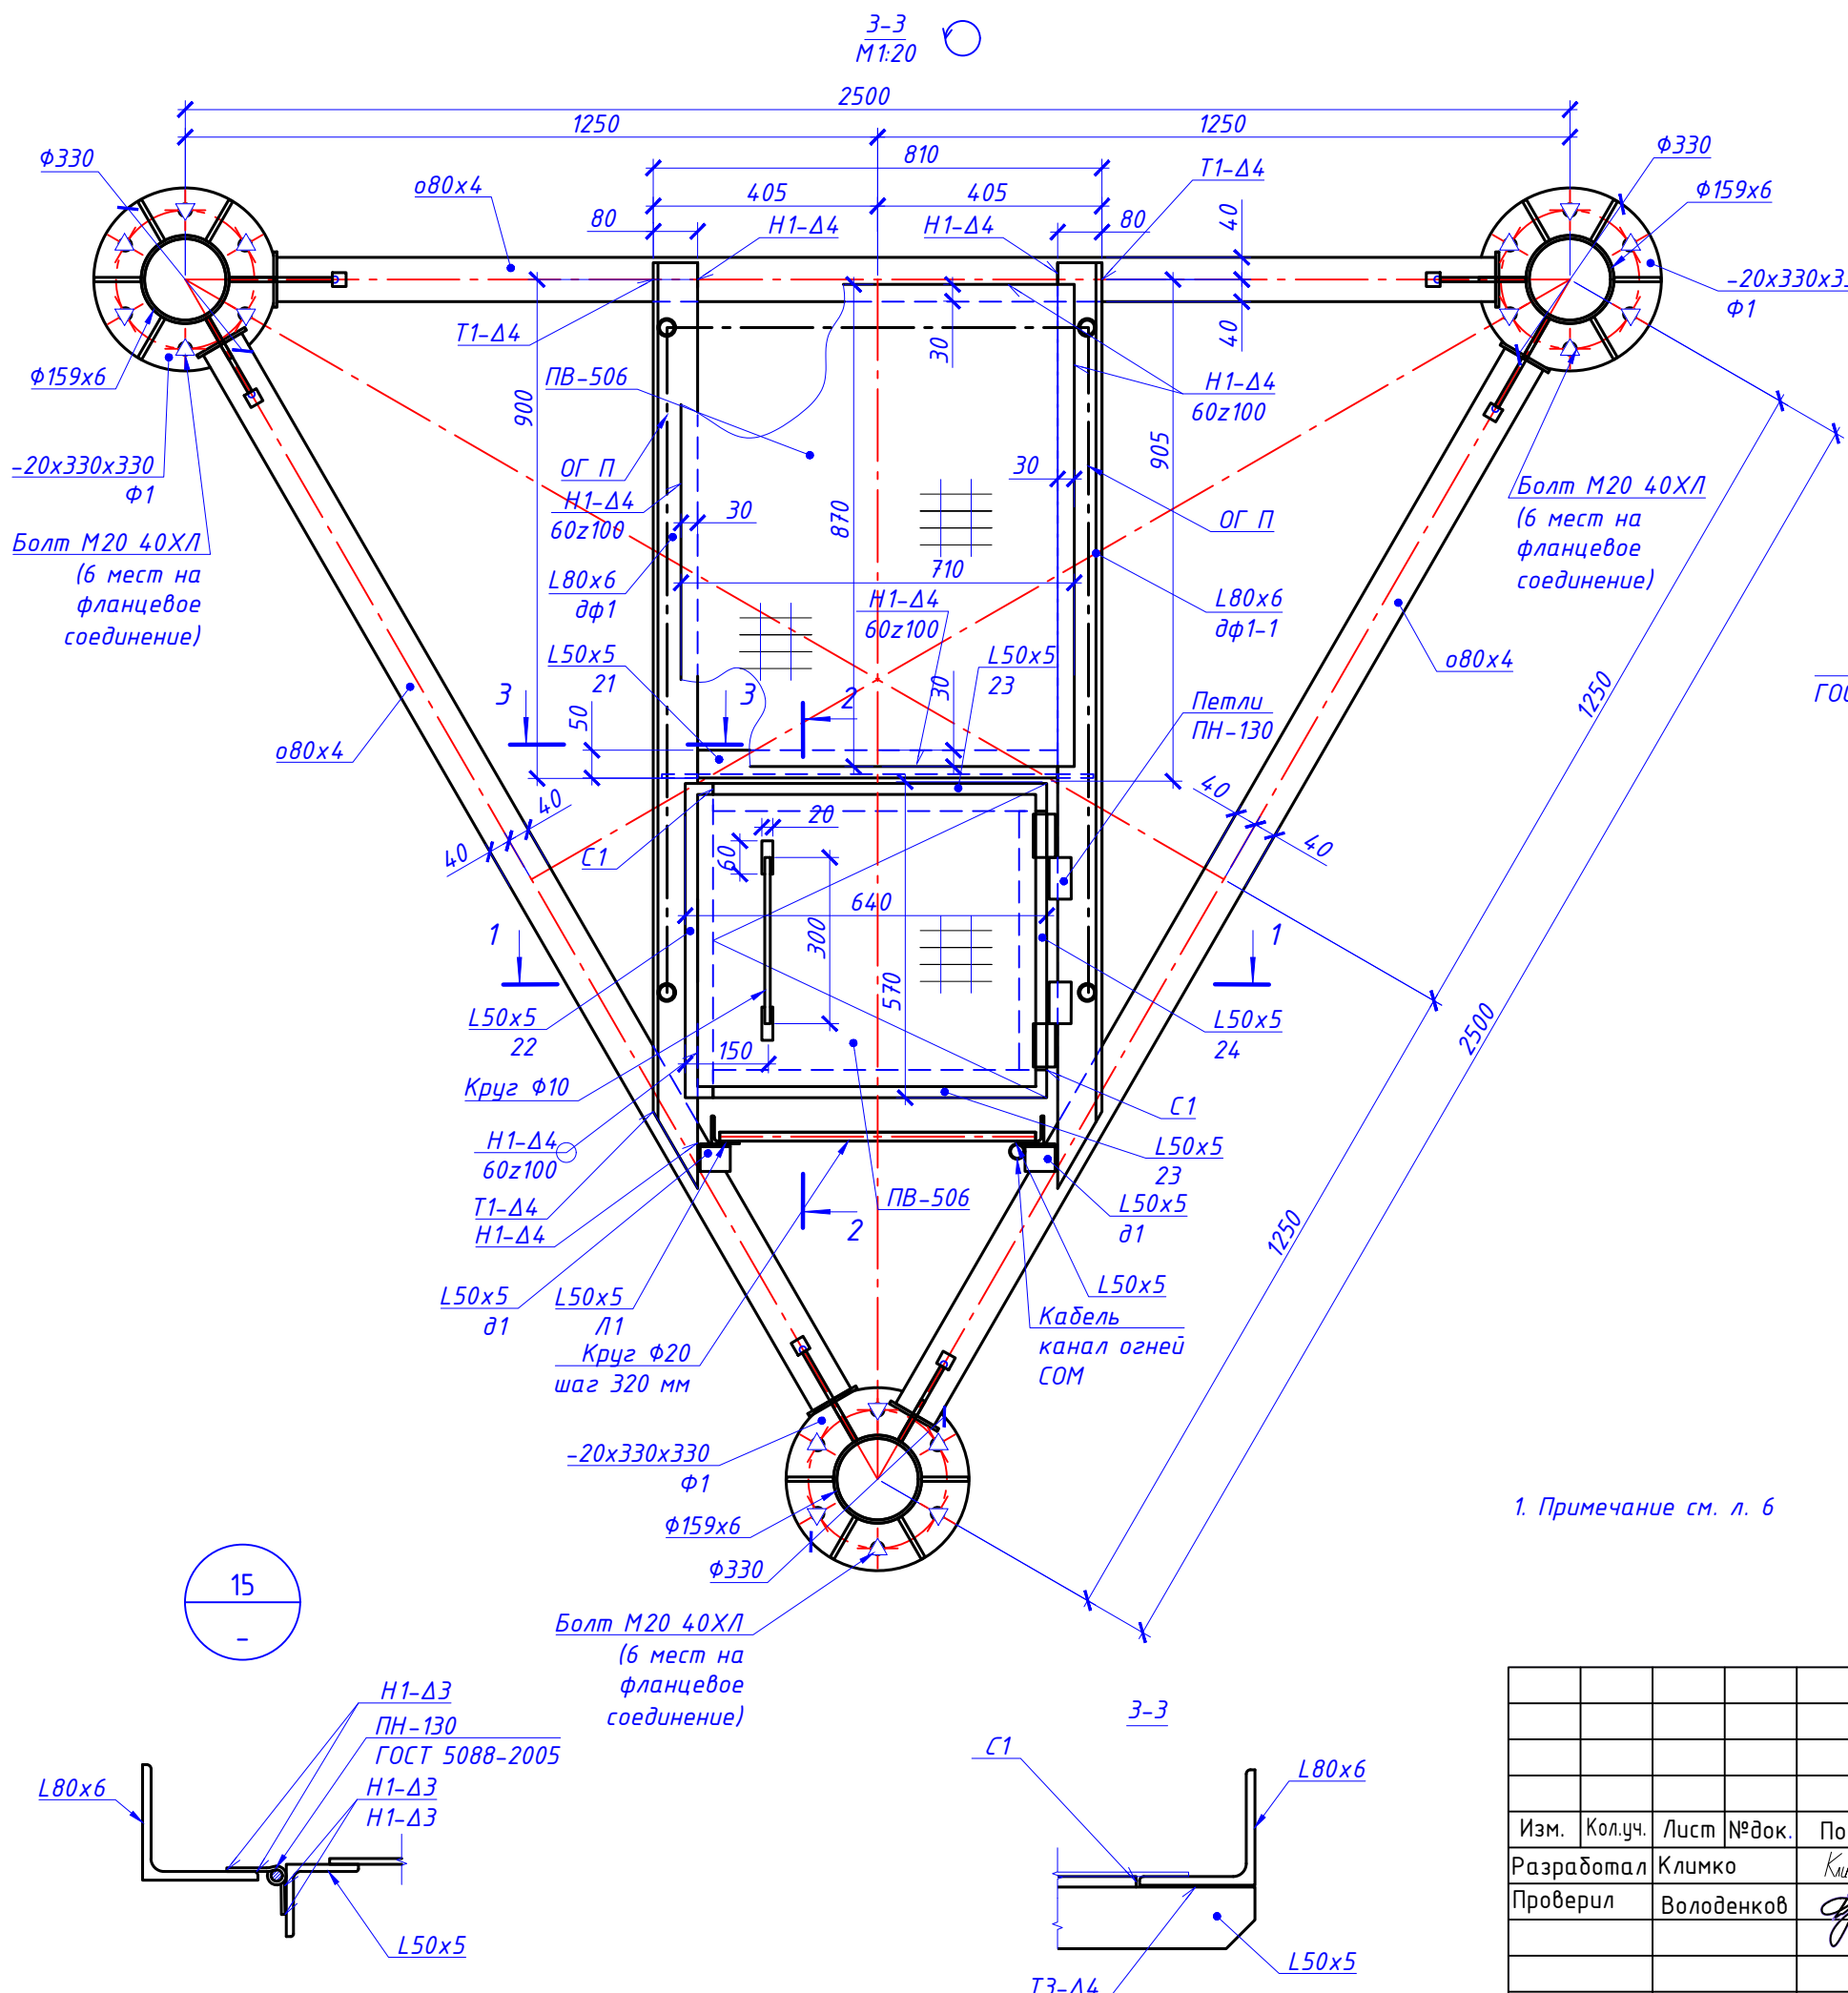 3-3
М1:20
2500
1250
1250
810
405
405
80
80
Ф330
о80х4
Н1-Δ4
Н1-Δ4
Т1-Δ4
Ф330
Ф159х6
40
40
-20х330х33
Ф1
Т1-Δ4
Ф159х6
900
ПВ-506
30
Н1-Δ4
60z100
905
-20х330х330
Ф1
ОГ П
Н1-Δ4
60z100
30
870
30
ОГ П
Болт М20 40ХЛ
(6 мест на
фланцевое
соединение)
Болт М20 40ХЛ
(6 мест на
фланцевое
соединение)
L80х6
дф1
710
Н1-Δ4
60z100
L80х6
дф1-1
L50х5
21
L50х5
23
о80х4
3
3
2
30
50
Петли
ПН-130
1250
ГОС
о80х4
40
40
20
60
С1
40
40
640
300
570
1
1
L50х5
22
L50х5
24
2500
150
Круг Ф10
С1
Н1-Δ4
60z100
L50х5
23
Т1-Δ4
Н1-Δ4
ПВ-506
2
L50х5
д1
1250
L50х5
д1
L50х5
Л1
L50х5
Круг Ф20
шаг 320 мм
Кабель
канал огней
СОМ
-20х330х330
Ф1
Ф159х6
Ф330
1. Примечание см. л. 6
15
-
Болт М20 40ХЛ
(6 мест на
фланцевое
соединение)
Н1-Δ3
ПН-130
ГОСТ 5088-2005
Н1-Δ3
Н1-Δ3
L80х6
L50х5
3-3
С1
L80х6
L50х5
Т3-Δ4
Изм.
Кол.уч.
Лист
№док.
По
Разработал
Климко
Проверил
Володенков